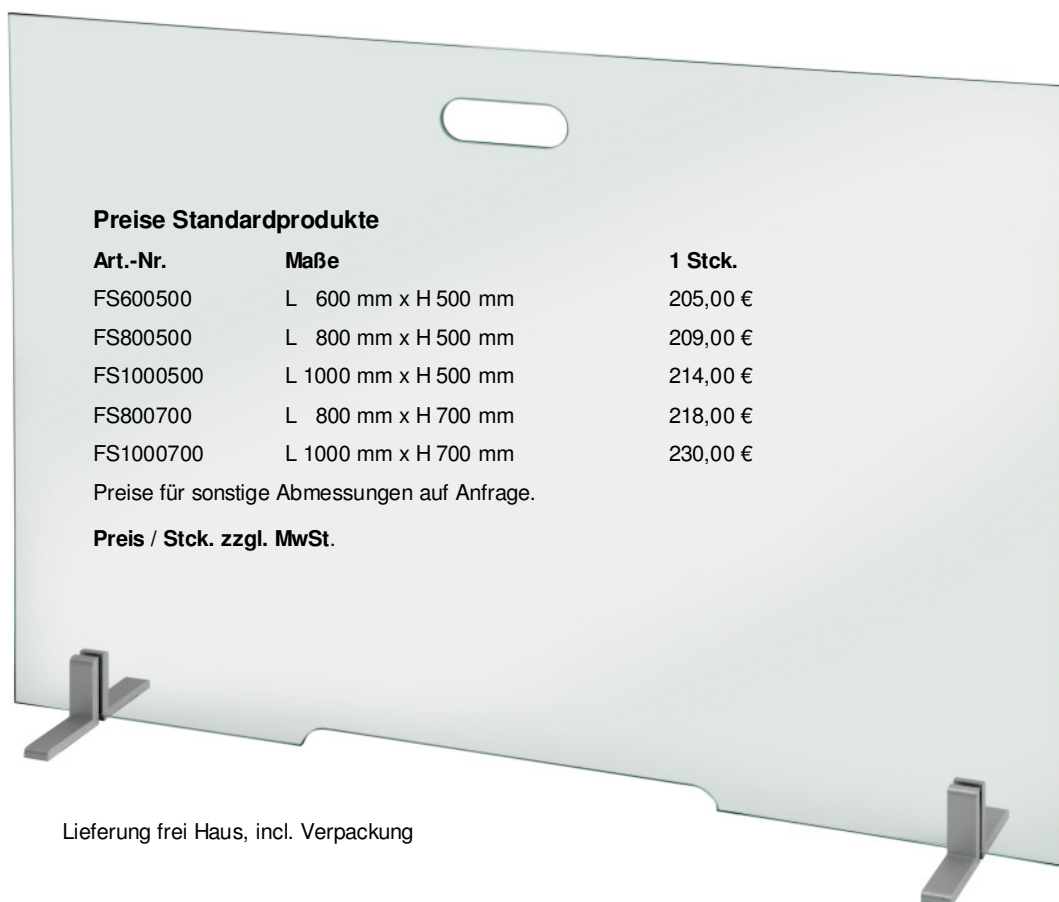 Preise Standardprodukte
Art.-Nr. Maße 1 Stck.
FS600500 L 600 mm x H 500 mm 205,00 €
FS800500 L 800 mm x H 500 mm 209,00 €
FS1000500 L 1000 mm x H 500 mm 214,00 €
FS800700 L 800 mm x H 700 mm 218,00 €
FS1000700 L 1000 mm x H 700 mm 230,00 €
Preise für sonstige Abmessungen auf Anfrage.
Preis / Stck. zzgl. MwSt.
Lieferung frei Haus, incl. Verpackung